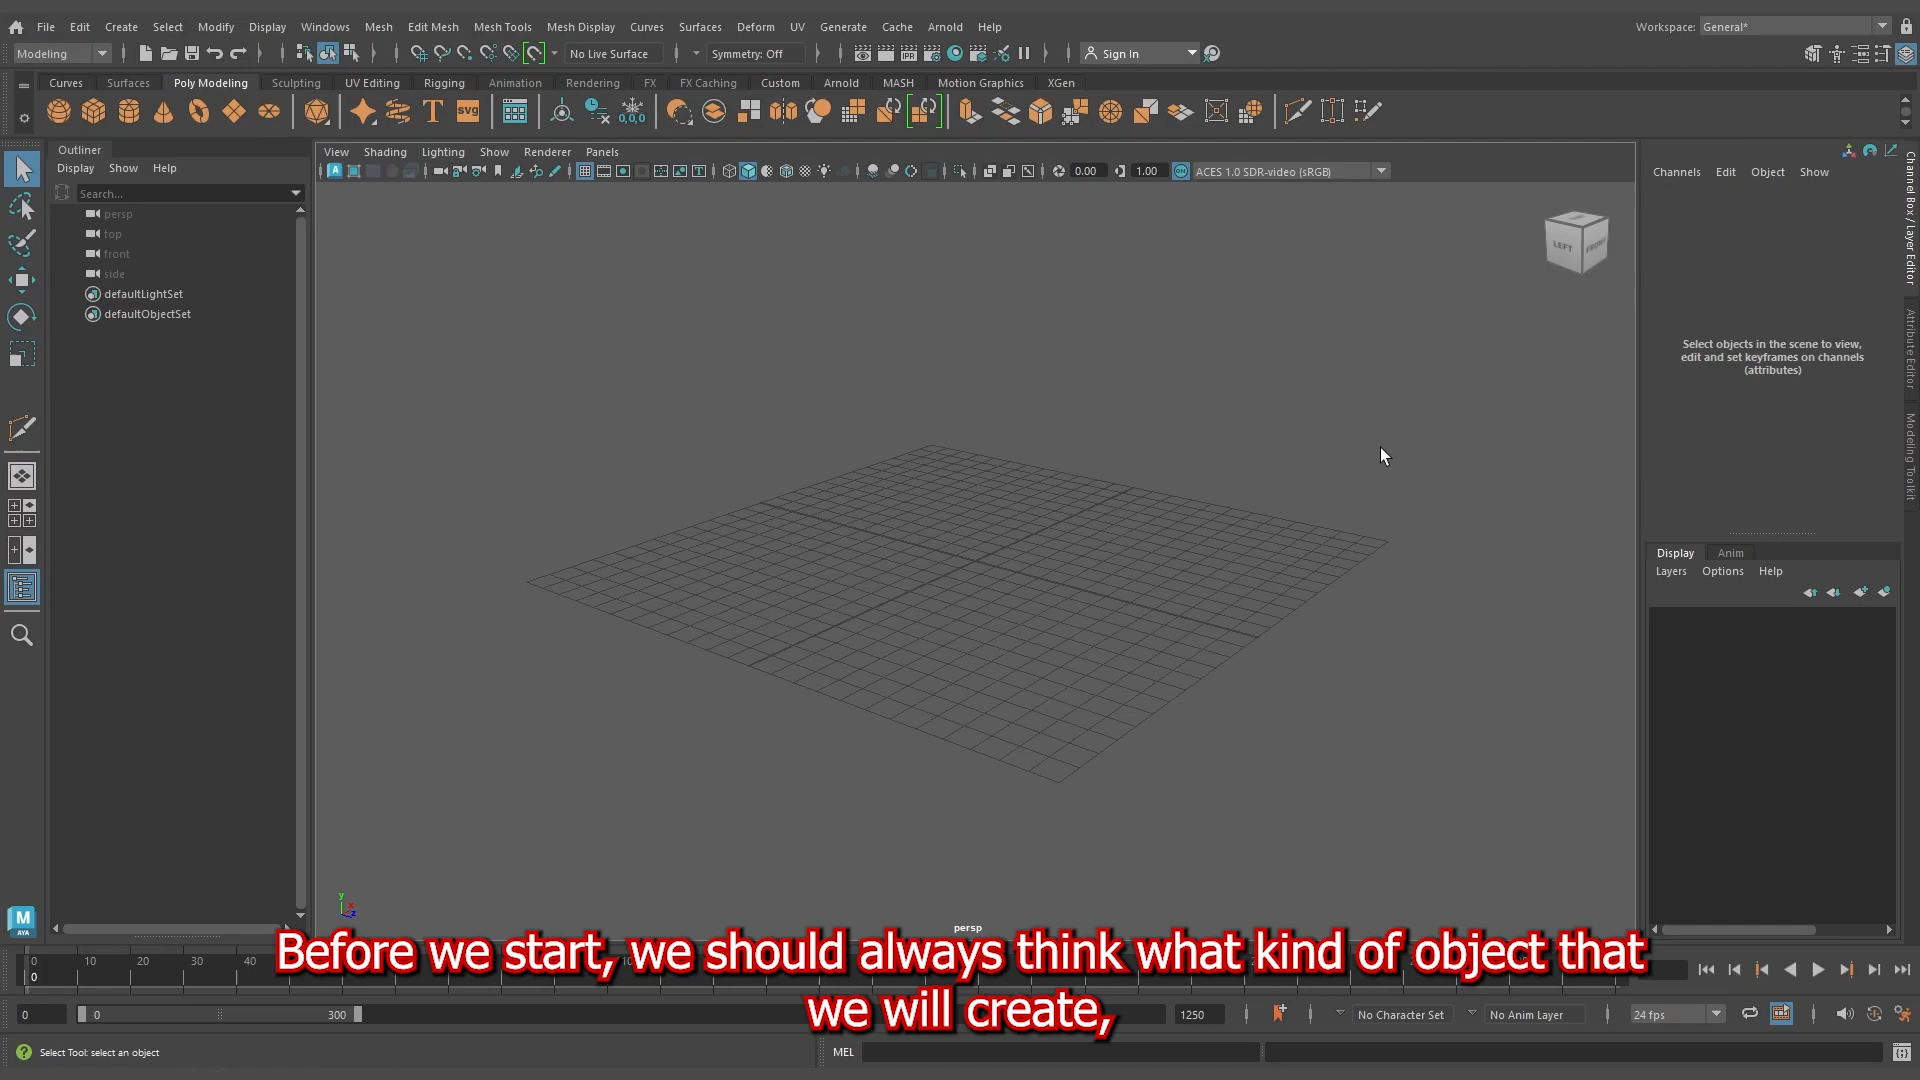 File Edit Create Select Modify Display Windows Mesh Edit Mesh Mesh Tools Mesh Display Curves Surfaces Deform UV Generate Cache Arnold Help
Workspace: General*
Modeling
No Live Surface
Symmetry: Off
Sign In
Curves Surfaces Poly Modeling Sculpting UV Editing Rigging Animation Rendering FX FX Caching Custom Arnold MASH Motion Graphics XGen
T SVG 0,0,0
Outliner
Display Show Help
Search...
persp
top
front
side
defaultLightSet
defaultObjectSet
View Shading Lighting Show Renderer Panels
0.00
1.00
ACES 1.0 SDR-video (sRGB)
LEFT FRONT
Channels Edit Object Show
Select objects in the scene to view,
edit and set keyframes on channels
(attributes)
Channel Box / Layer Editor
Attribute Editor
Modeling Toolkit
Display Anim
Layers Options Help
y
x
z
persp
M
AYA
Before we start, we should always think what kind of object that
we will create,
0 10 20 30 40
0
0
0
300
1250
No Character Set
No Anim Layer
24 fps
Select Tool: select an object
MEL